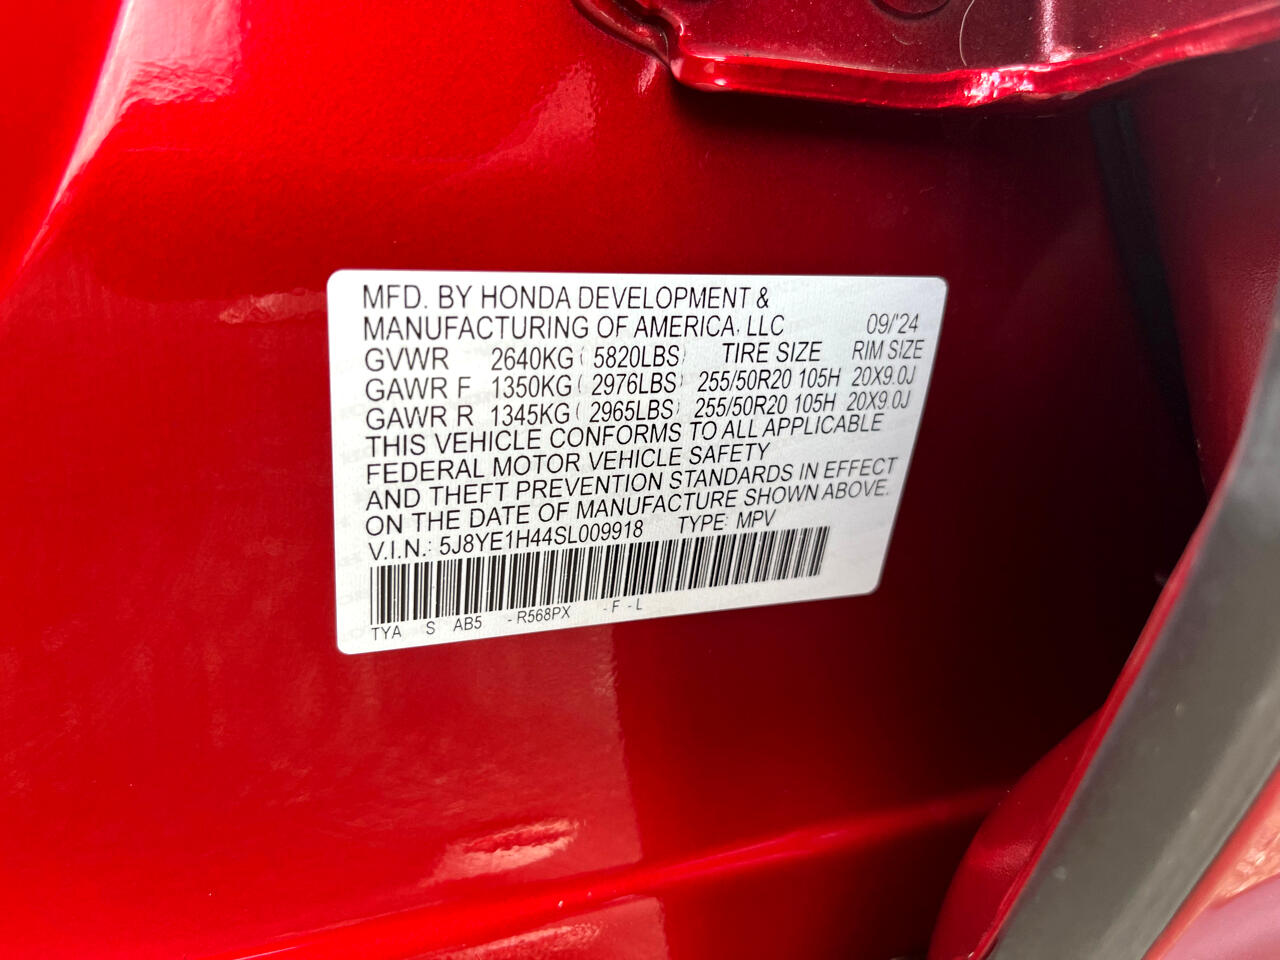 MFD. BY HONDA DEVELOPMENT &
MANUFACTURING OF AMERICA, LLC 09/'24
GVWR 2640KG ( 5820LBS) TIRE SIZE RIM SIZE
GAWR F 1350KG ( 2976LBS) 255/50R20 105H 20X9.0J
GAWR R 1345KG ( 2965LBS) 255/50R20 105H 20X9.0J
THIS VEHICLE CONFORMS TO ALL APPLICABLE
FEDERAL MOTOR VEHICLE SAFETY
AND THEFT PREVENTION STANDARDS IN EFFECT
ON THE DATE OF MANUFACTURE SHOWN ABOVE.
V.I.N.: 5J8YE1H44SL009918 TYPE: MPV
TYA S AB5 - R568PX - F - L